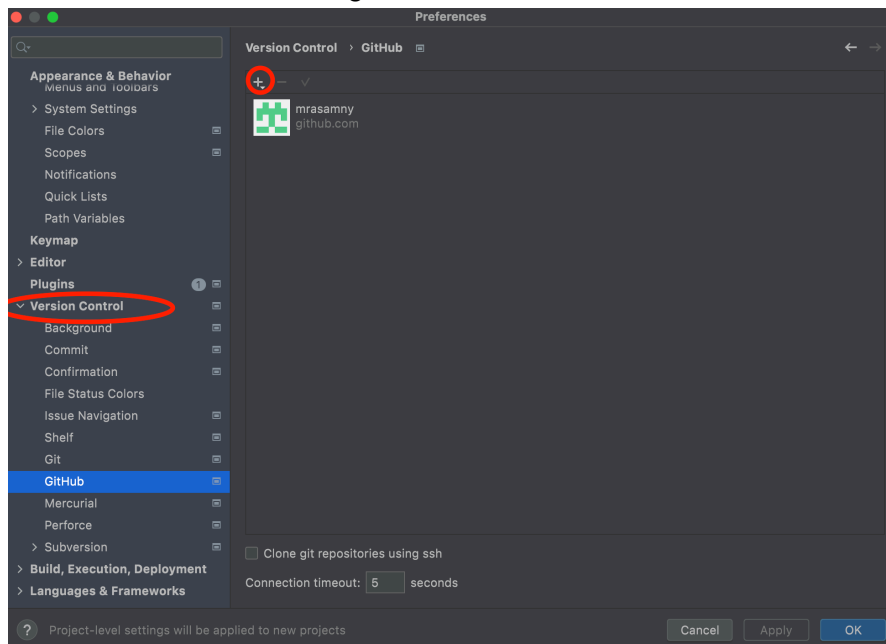 Preferences
Version Control › GitHub
Appearance & Behavior
Menus and Toolbars
System Settings
File Colors
Scopes
Notifications
Quick Lists
Path Variables
Keymap
Editor
Plugins 1
Version Control
Background
Commit
Confirmation
File Status Colors
Issue Navigation
Shelf
Git
GitHub
Mercurial
Perforce
Subversion
Build, Execution, Deployment
Languages & Frameworks
mrasamny
github.com
Clone git repositories using ssh
Connection timeout: 5 seconds
? Project-level settings will be applied to new projects
Cancel Apply OK